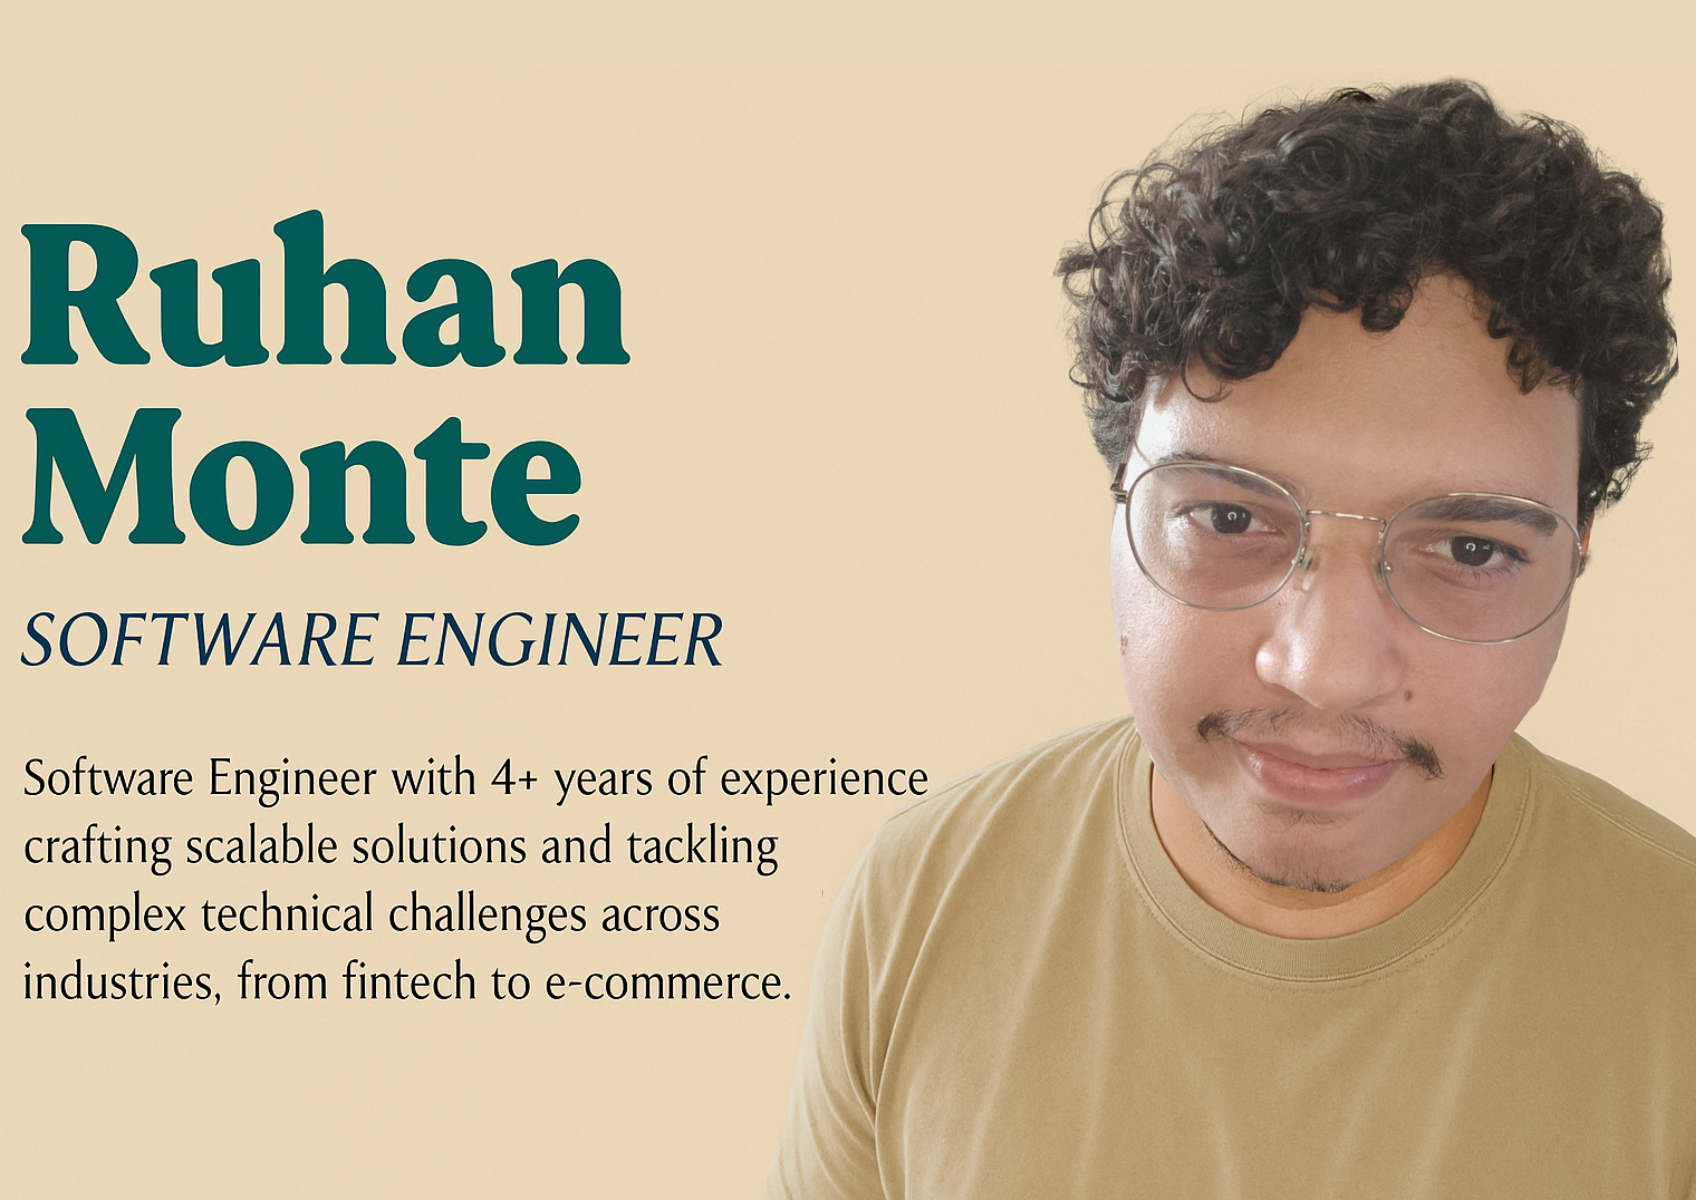 Ruhan
Monte
SOFTWARE ENGINEER
Software Engineer with 4+ years of experience
crafting scalable solutions and tackling
complex technical challenges across
industries, from fintech to e-commerce.